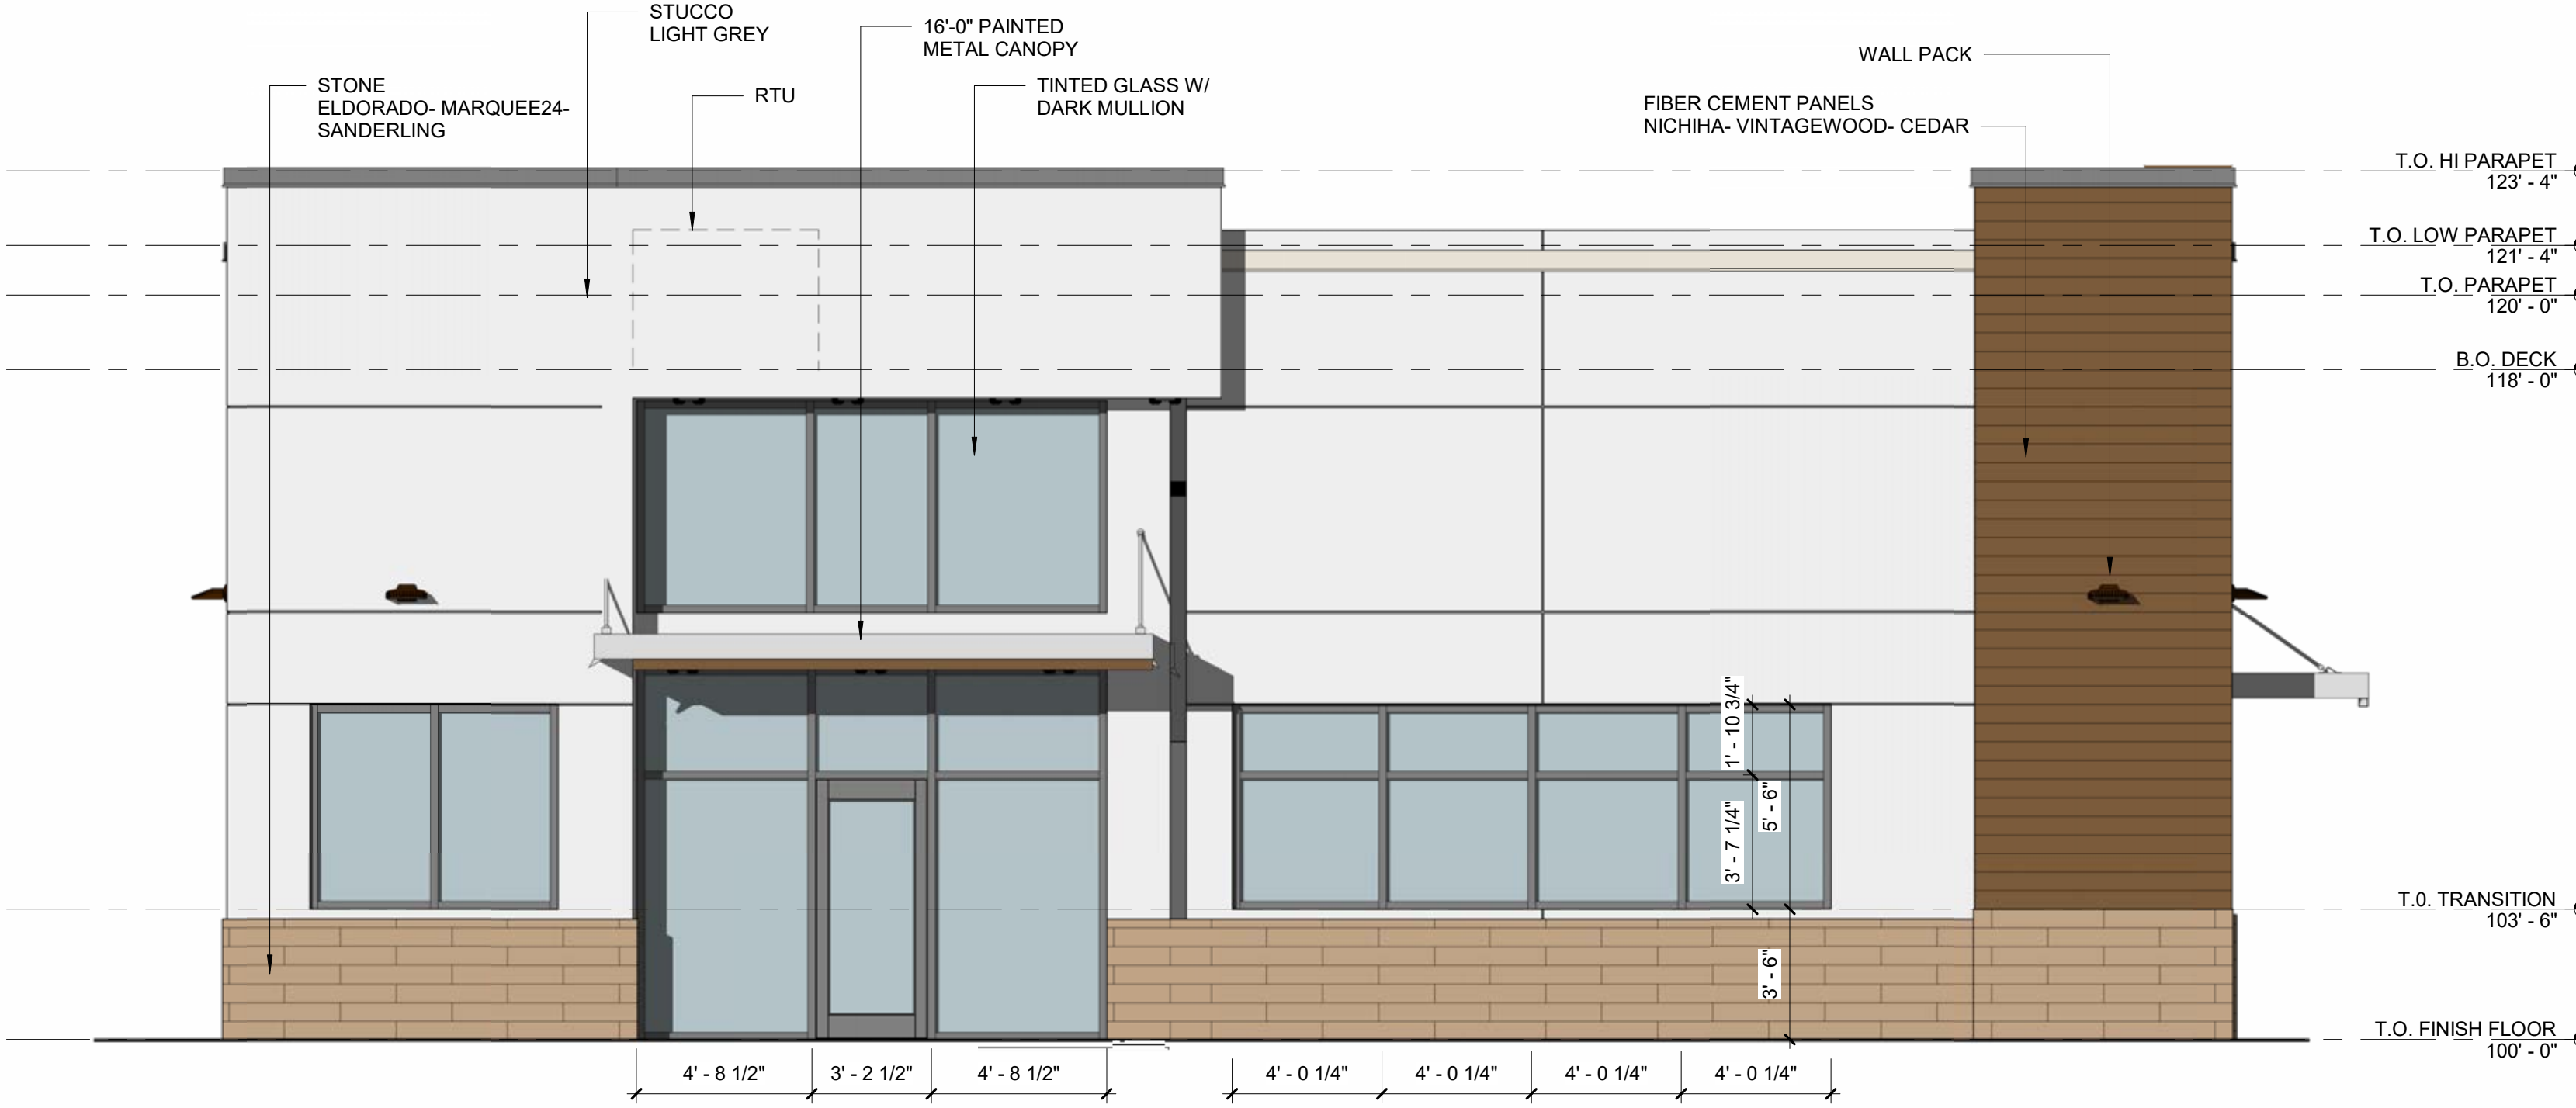 STUCCO
LIGHT GREY
16'-0" PAINTED
METAL CANOPY
WALL PACK
STONE
ELDORADO- MARQUEE24-
SANDERLING
RTU
TINTED GLASS W/
DARK MULLION
FIBER CEMENT PANELS
NICHIHA- VINTAGEWOOD- CEDAR
T.O. HI PARAPET
123' - 4"
T.O. LOW PARAPET
121' - 4"
T.O. PARAPET
120' - 0"
B.O. DECK
118' - 0"
1' - 10 3/4"
3' - 7 1/4"
5' - 6"
T.0. TRANSITION
103' - 6"
3' - 6"
T.O. FINISH FLOOR
100' - 0"
4' - 8 1/2"
3' - 2 1/2"
4' - 8 1/2"
4' - 0 1/4"
4' - 0 1/4"
4' - 0 1/4"
4' - 0 1/4"